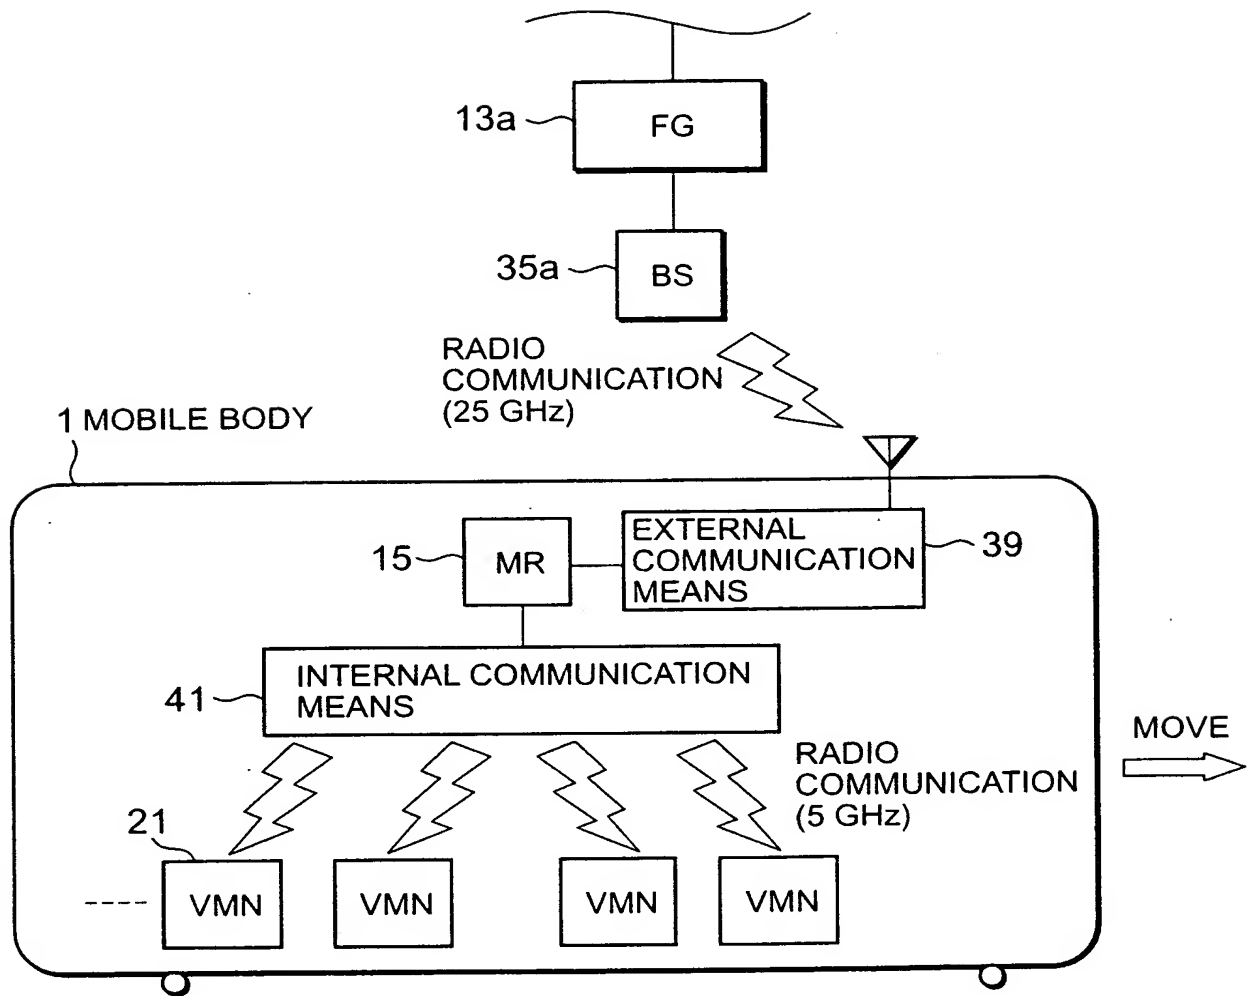 13a
FG
35a
BS
RADIO
COMMUNICATION
(25 GHz)
1 MOBILE BODY
15
MR
EXTERNAL
COMMUNICATION
MEANS
39
41
INTERNAL COMMUNICATION
MEANS
MOVE
RADIO
COMMUNICATION
(5 GHz)
21
VMN
VMN
VMN
VMN